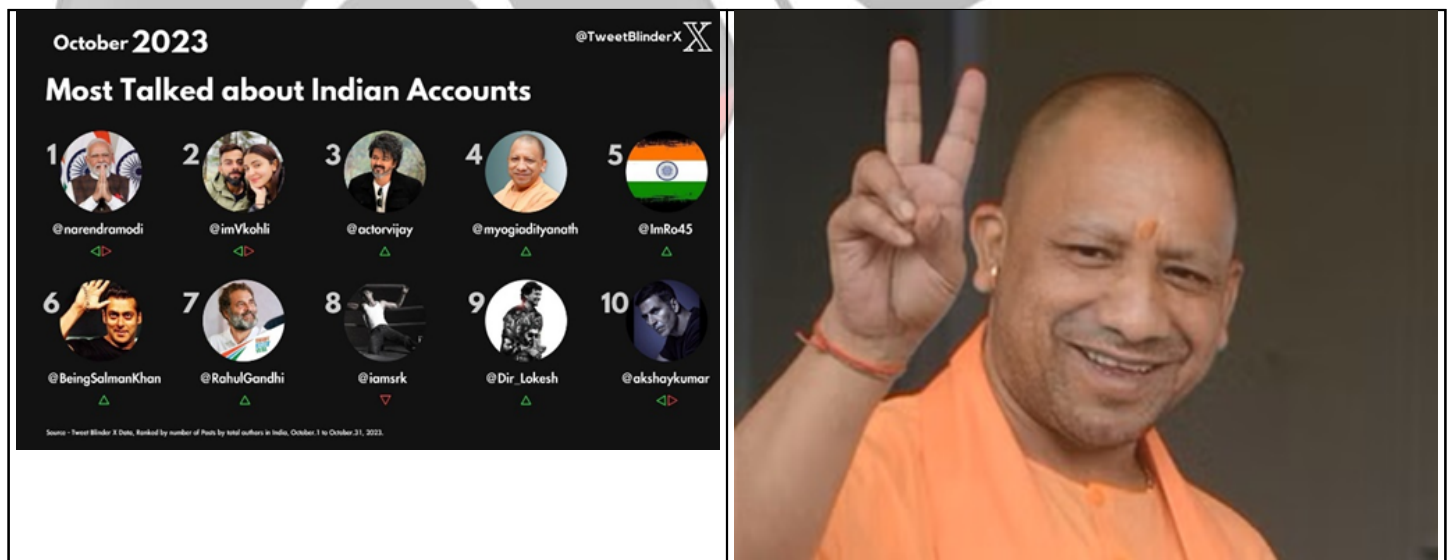 October 2023
@TweetBlinderX X
Most Talked about Indian Accounts
1 2 3 4 5
@narendramodi @imVkohli @actorvijay @myogiadityanath @ImRo45
6 7 8 9 10
@BeingSalmanKhan @RahulGandhi @iamsrk @Dir_Lokesh @akshaykumar
Source - Tweet Blinder X Data, Ranked by number of Posts by total authors in India, October.1 to October.31, 2023.